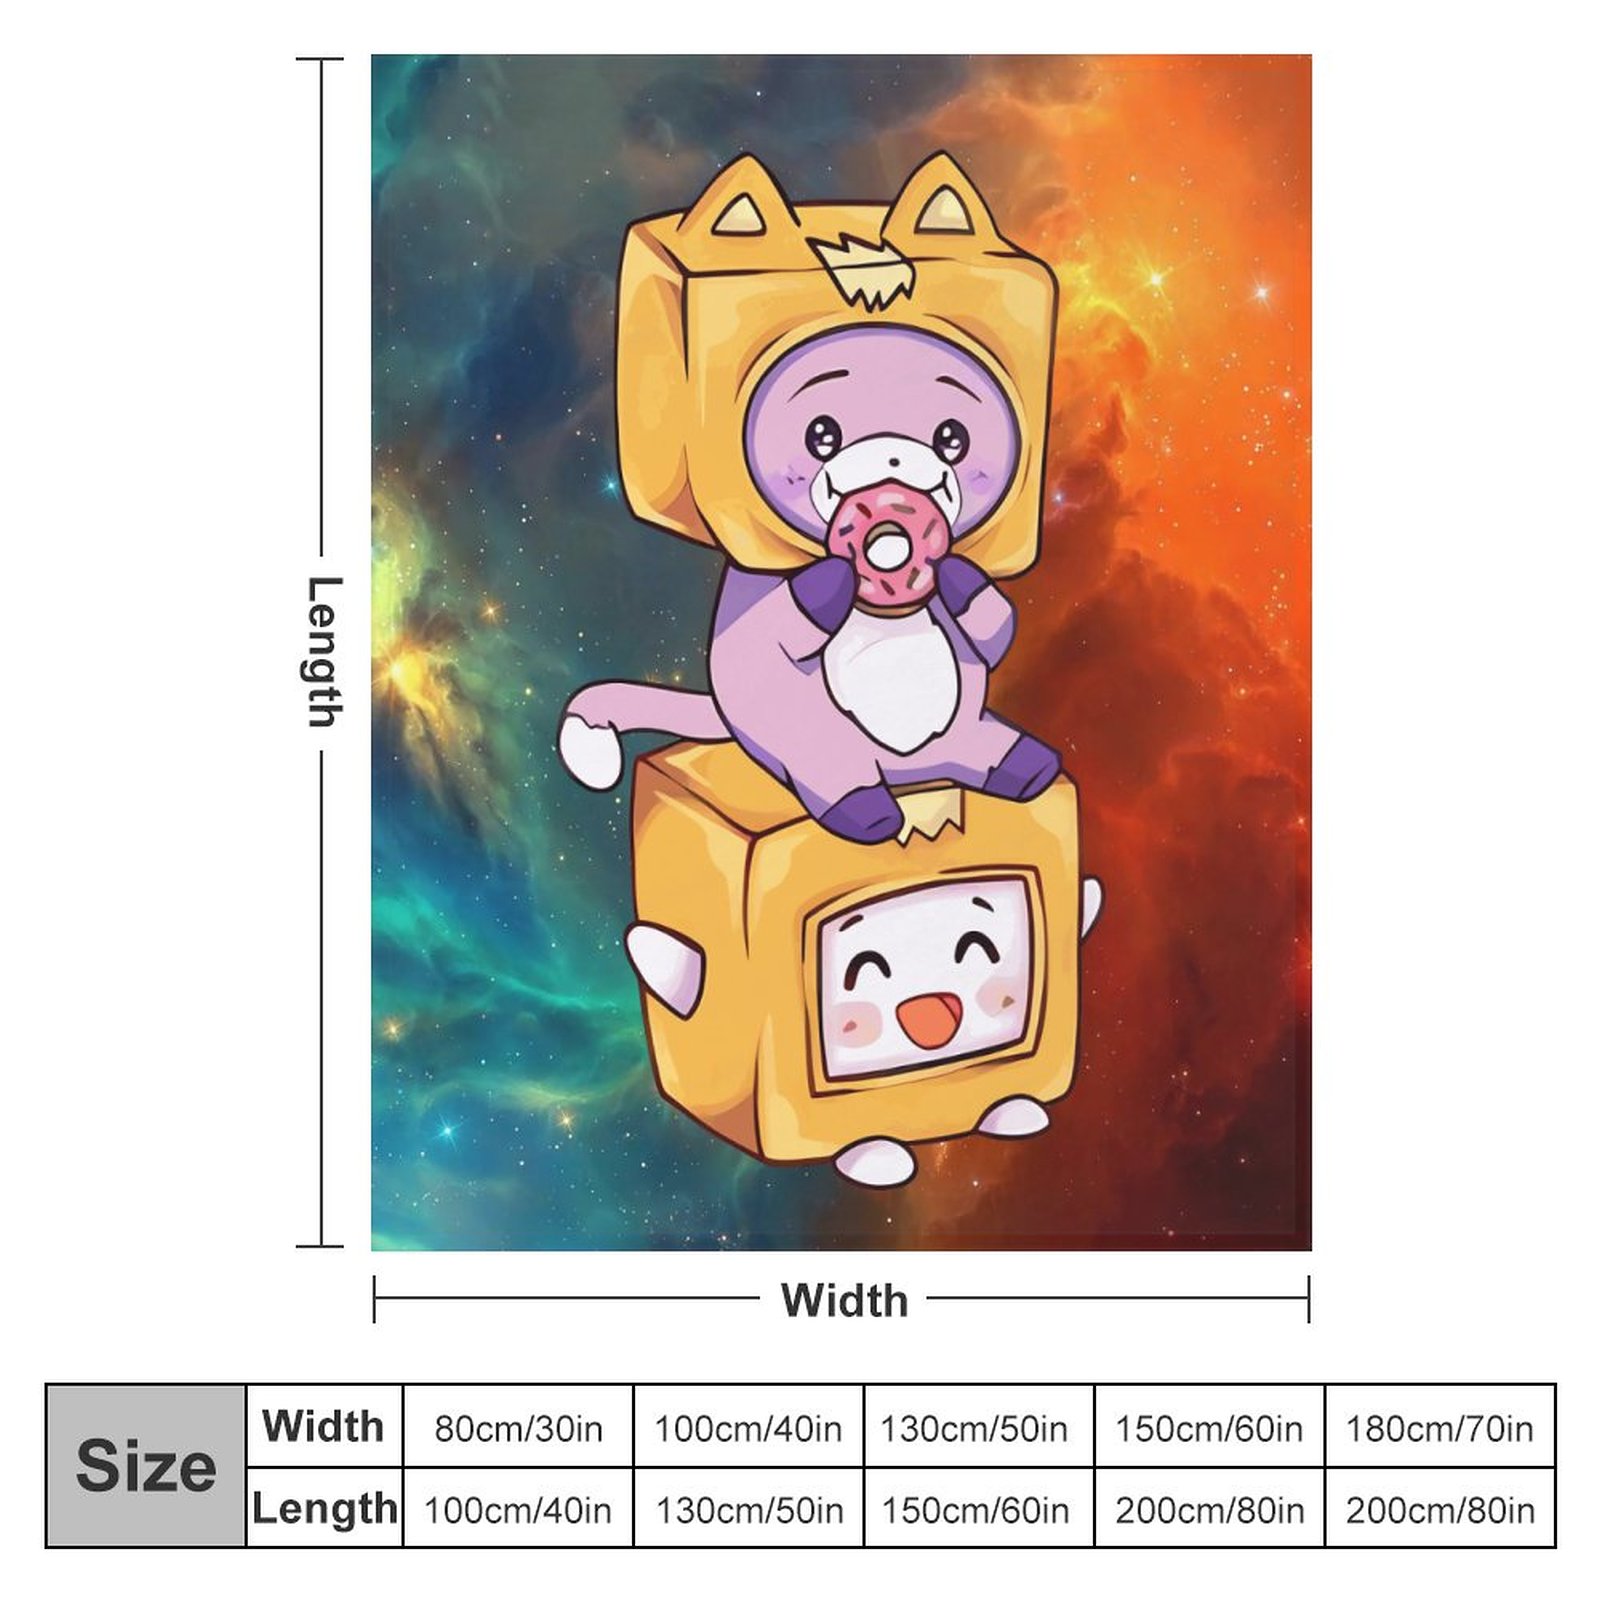 Length
Width
Size
Width 80cm/30in 100cm/40in 130cm/50in 150cm/60in 180cm/70in
Length 100cm/40in 130cm/50in 150cm/60in 200cm/80in 200cm/80in